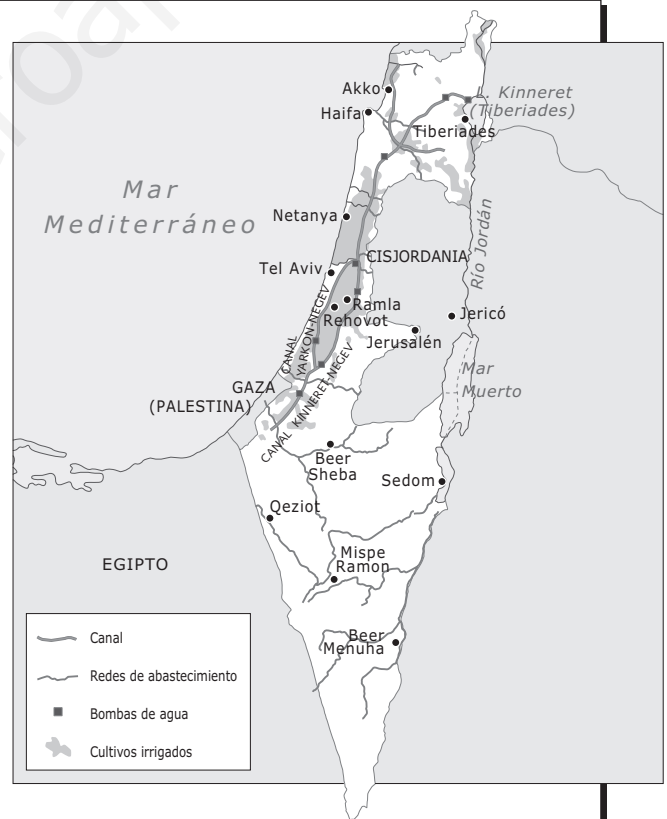 Akko
Haifa
L. Kinneret
(Tiberiades)
Tiberiades
Mar
Mediterráneo
Netanya
CISJORDANIA
Río Jordán
Tel Aviv
Ramla
Rehovot
Jericó
Jerusalén
CANAL
YARKON-NEGEV
Mar
Muerto
GAZA
(PALESTINA)
CANAL KINNERET-NEGEV
Beer
Sheba
Sedom
Qeziot
EGIPTO
Mispe
Ramon
Beer
Menuha
Canal
Redes de abastecimiento
Bombas de agua
Cultivos irrigados